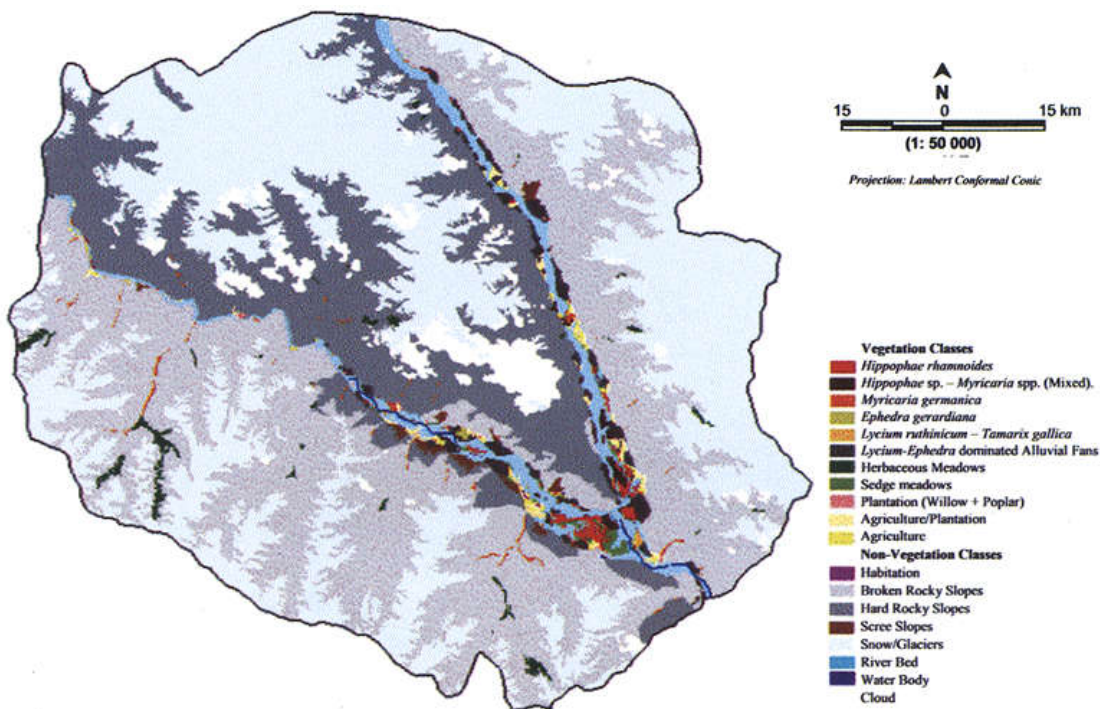 N
15 0 15 km
(1: 50 000)
Projection: Lambert Conformal Conic
Vegetation Classes
Hippophae rhamnoides
Hippophae sp. – Myricaria spp. (Mixed).
Myricaria germanica
Ephedra gerardiana
Lycium ruthinicum – Tamarix gallica
Lycium-Ephedra dominated Alluvial Fans
Herbaceous Meadows
Sedge meadows
Plantation (Willow + Poplar)
Agriculture/Plantation
Agriculture
Non-Vegetation Classes
Habitation
Broken Rocky Slopes
Hard Rocky Slopes
Scree Slopes
Snow/Glaciers
River Bed
Water Body
Cloud